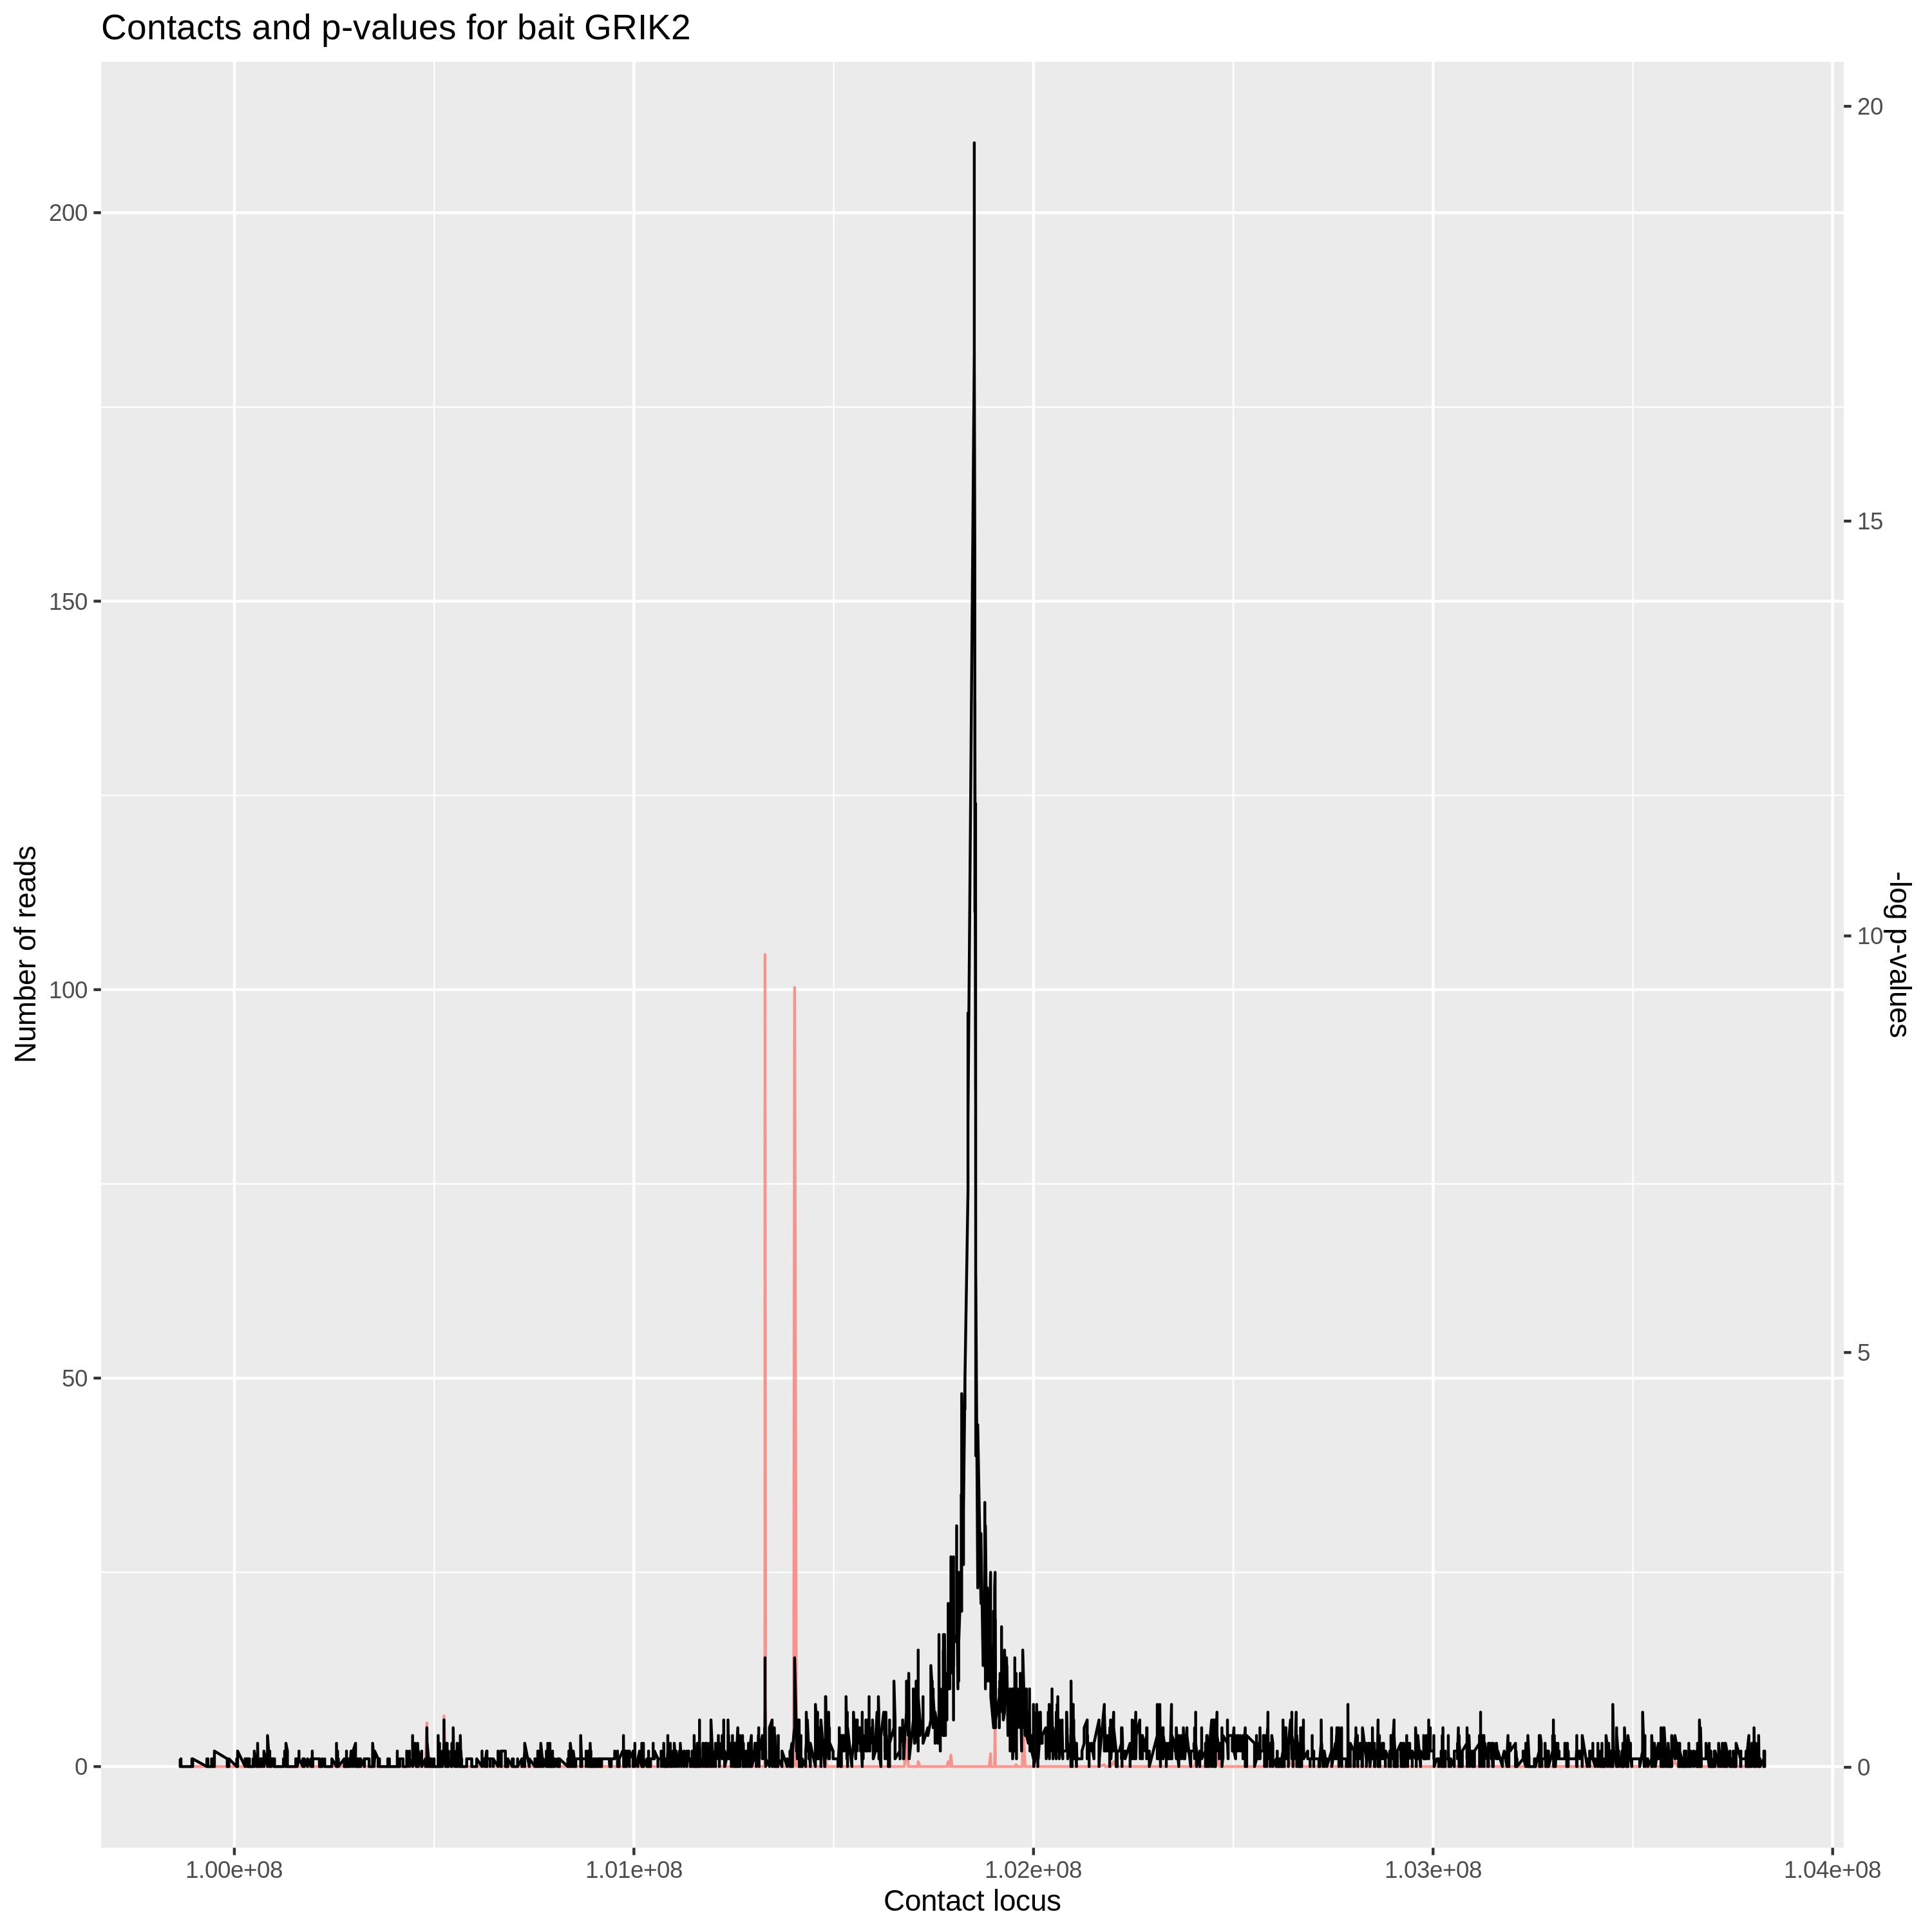 Contacts and p-values for bait GRIK2
Number of reads
200
150
100
50
0
20
15
10
5
0
-log p-values
1.00e+08
1.01e+08
1.02e+08
1.03e+08
1.04e+08
Contact locus